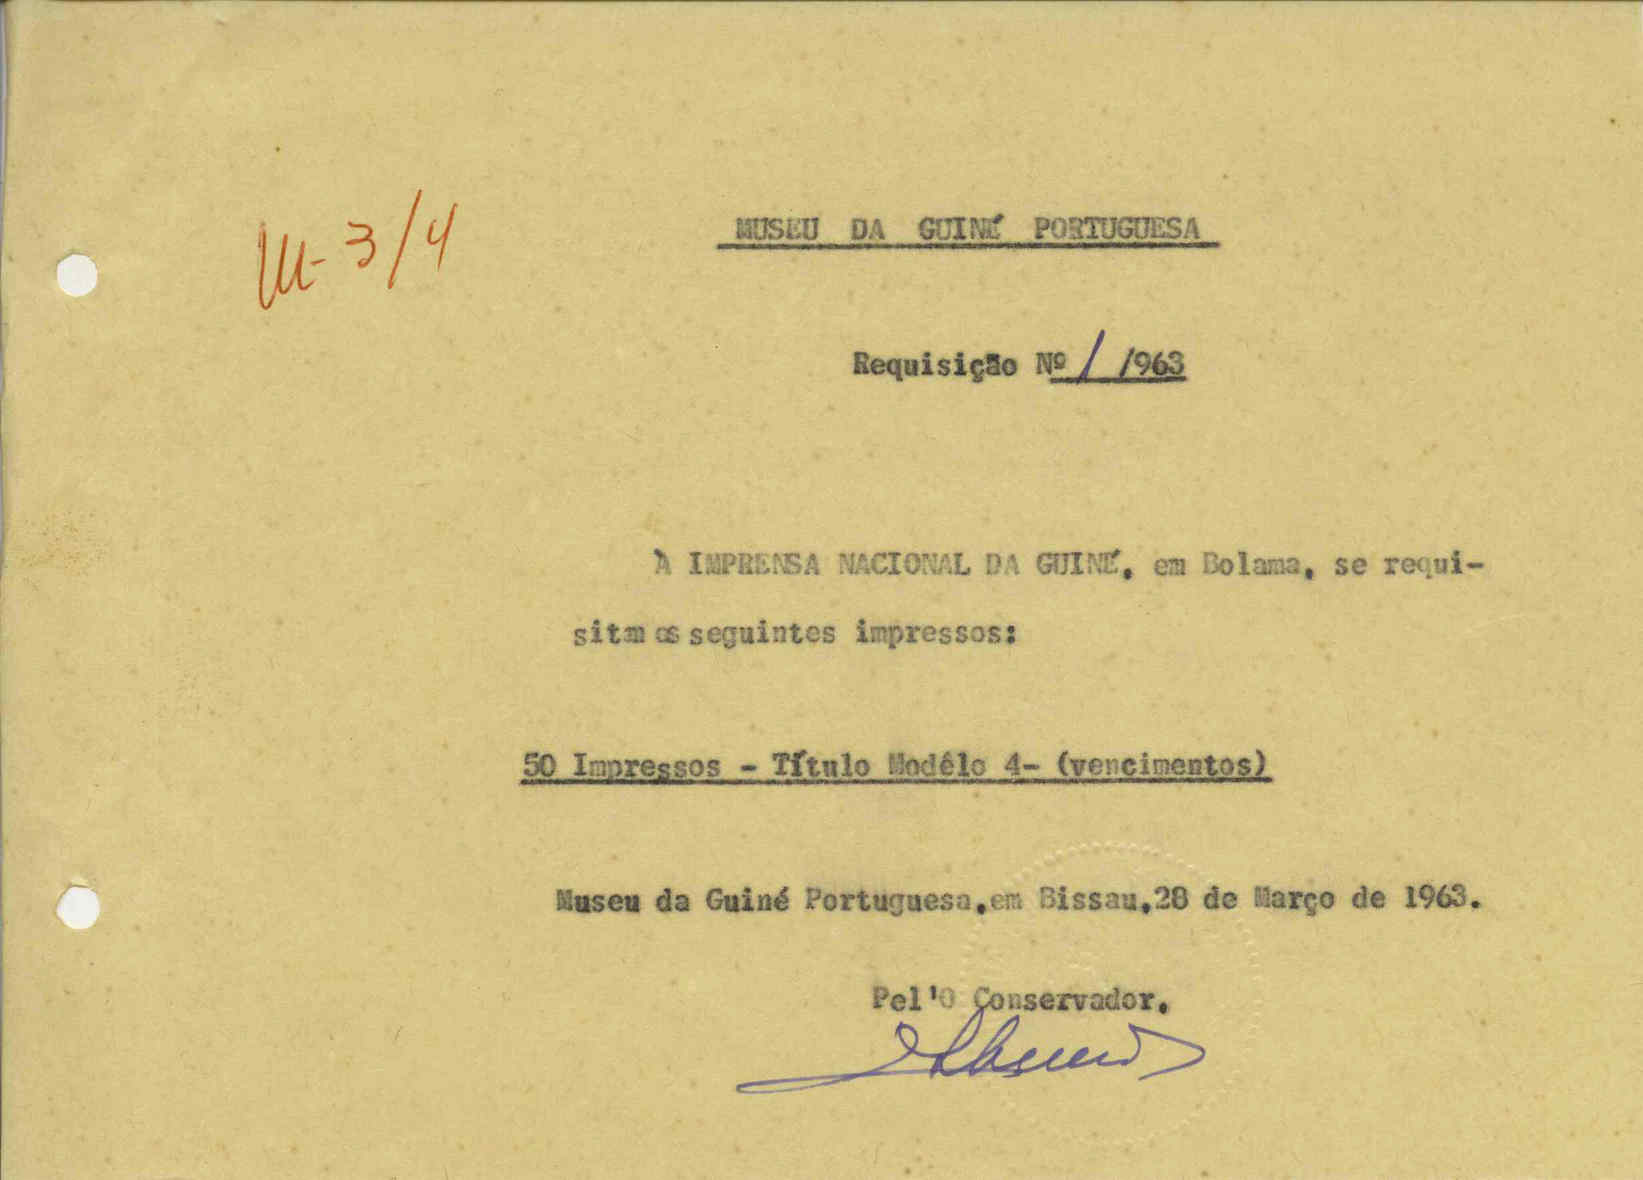 3/4
MUSEU DA GUINÉ PORTUGUESA
Requisição Nº 1 /963
À IMPRENSA NACIONAL DA GUINÉ, em Bolama, se requi-
sitam os seguintes impressos:
50 Impressos - Título Modêlo 4- (vencimentos)
Museu da Guiné Portuguesa,em Bissau,28 de Março de 1963.
Pel'O Conservador,